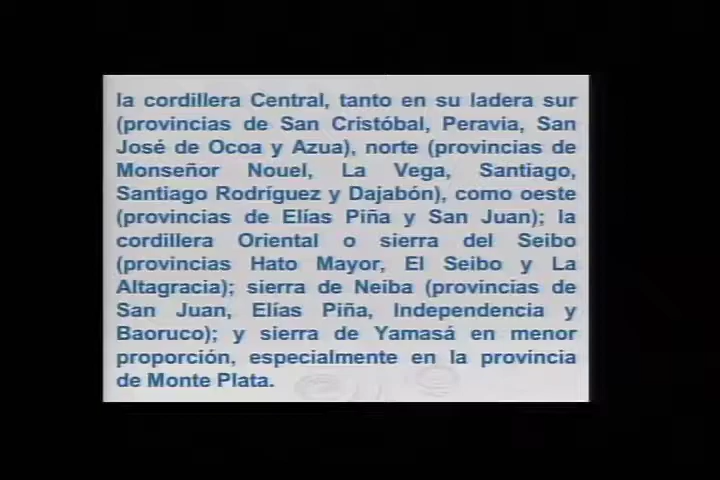 la cordillera Central, tanto en su ladera sur
(provincias de San Cristóbal, Peravia, San
José de Ocoa y Azua), norte (provincias de
Monseñor Nouel, La Vega, Santiago,
Santiago Rodríguez y Dajabón), como oeste
(provincias de Elías Piña y San Juan); la
cordillera Oriental o sierra del Seibo
(provincias Hato Mayor, El Seibo y La
Altagracia); sierra de Neiba (provincias de
San Juan, Elías Piña, Independencia y
Baoruco); y sierra de Yamasá en menor
proporción, especialmente en la provincia
de Monte Plata.